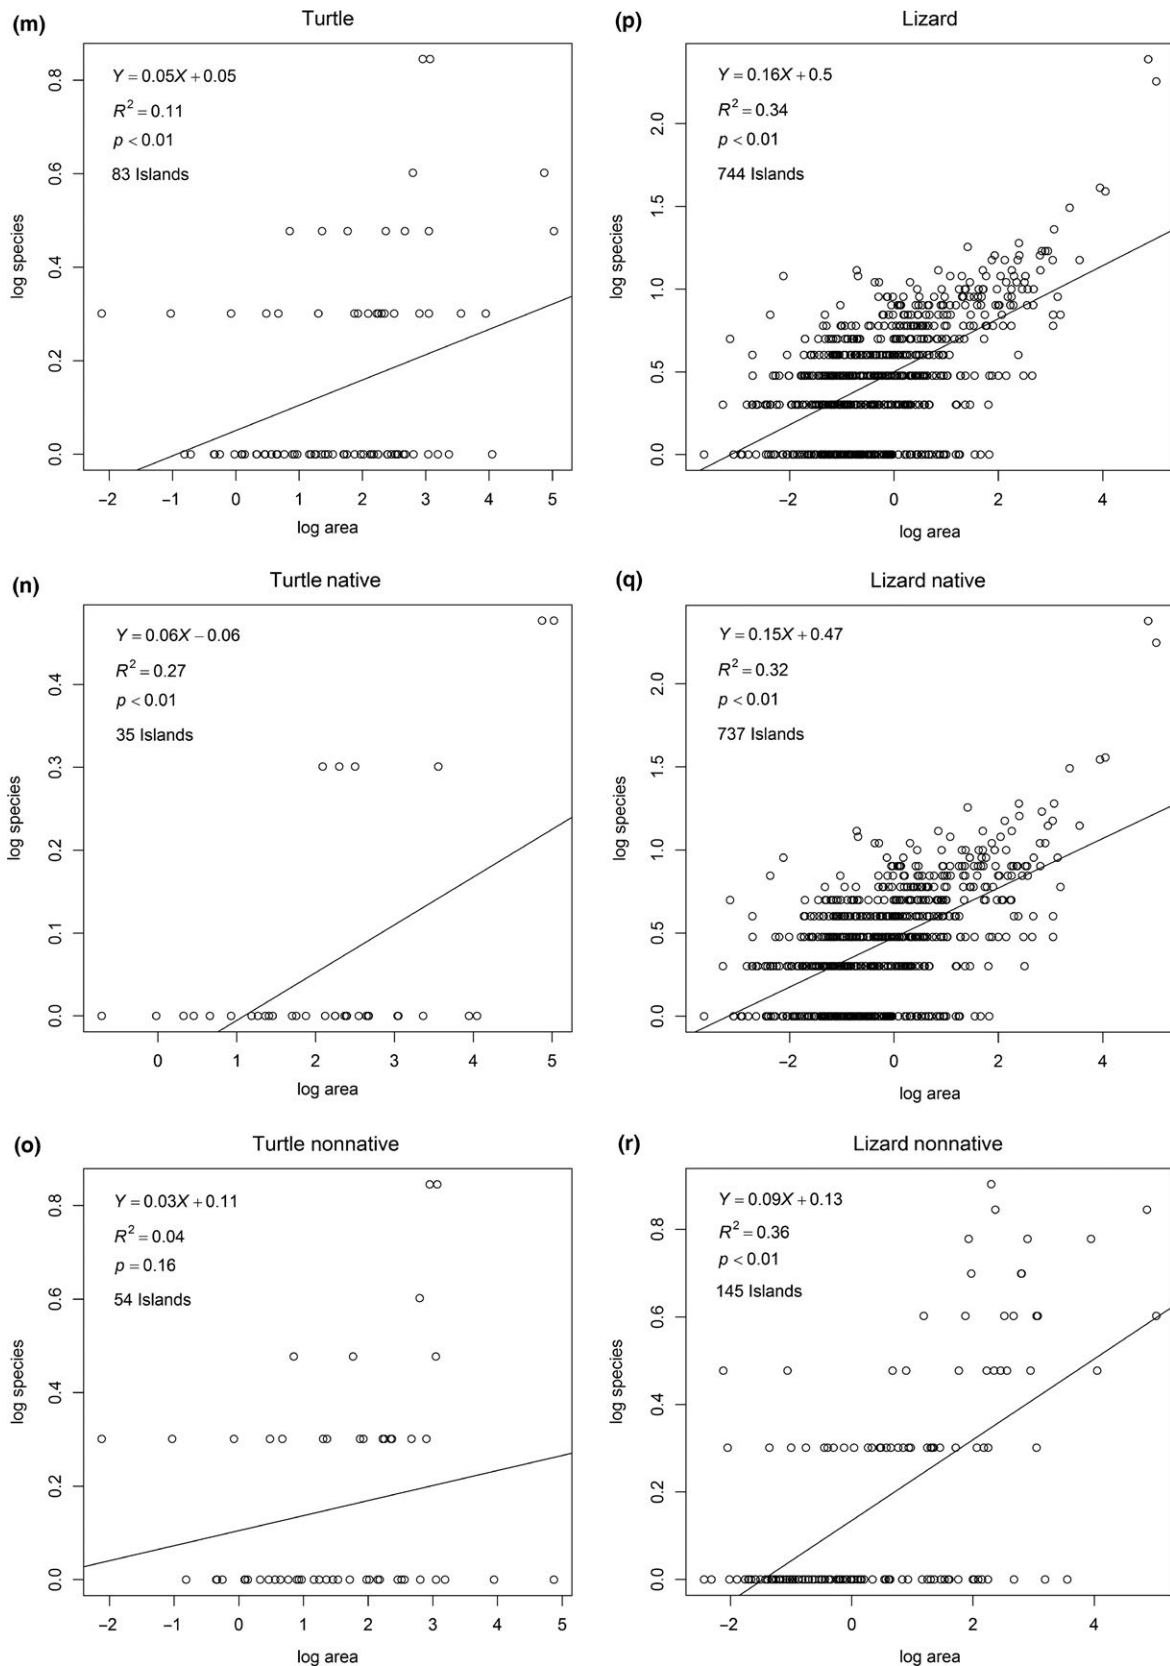 (m)
Turtle
Y = 0.05X + 0.05
R² = 0.11
p < 0.01
83 Islands
log species
0.0 0.2 0.4 0.6 0.8
−2 −1 0 1 2 3 4 5
log area
(p)
Lizard
Y = 0.16X + 0.5
R² = 0.34
p < 0.01
744 Islands
log species
0.0 0.5 1.0 1.5 2.0
−2 0 2 4
log area
(n)
Turtle native
Y = 0.06X − 0.06
R² = 0.27
p < 0.01
35 Islands
log species
0.0 0.1 0.2 0.3 0.4
0 1 2 3 4 5
log area
(q)
Lizard native
Y = 0.15X + 0.47
R² = 0.32
p < 0.01
737 Islands
log species
0.0 0.5 1.0 1.5 2.0
−2 0 2 4
log area
(o)
Turtle nonnative
Y = 0.03X + 0.11
R² = 0.04
p = 0.16
54 Islands
log species
0.0 0.2 0.4 0.6 0.8
−2 −1 0 1 2 3 4 5
log area
(r)
Lizard nonnative
Y = 0.09X + 0.13
R² = 0.36
p < 0.01
145 Islands
log species
0.0 0.2 0.4 0.6 0.8
−2 0 2 4
log area